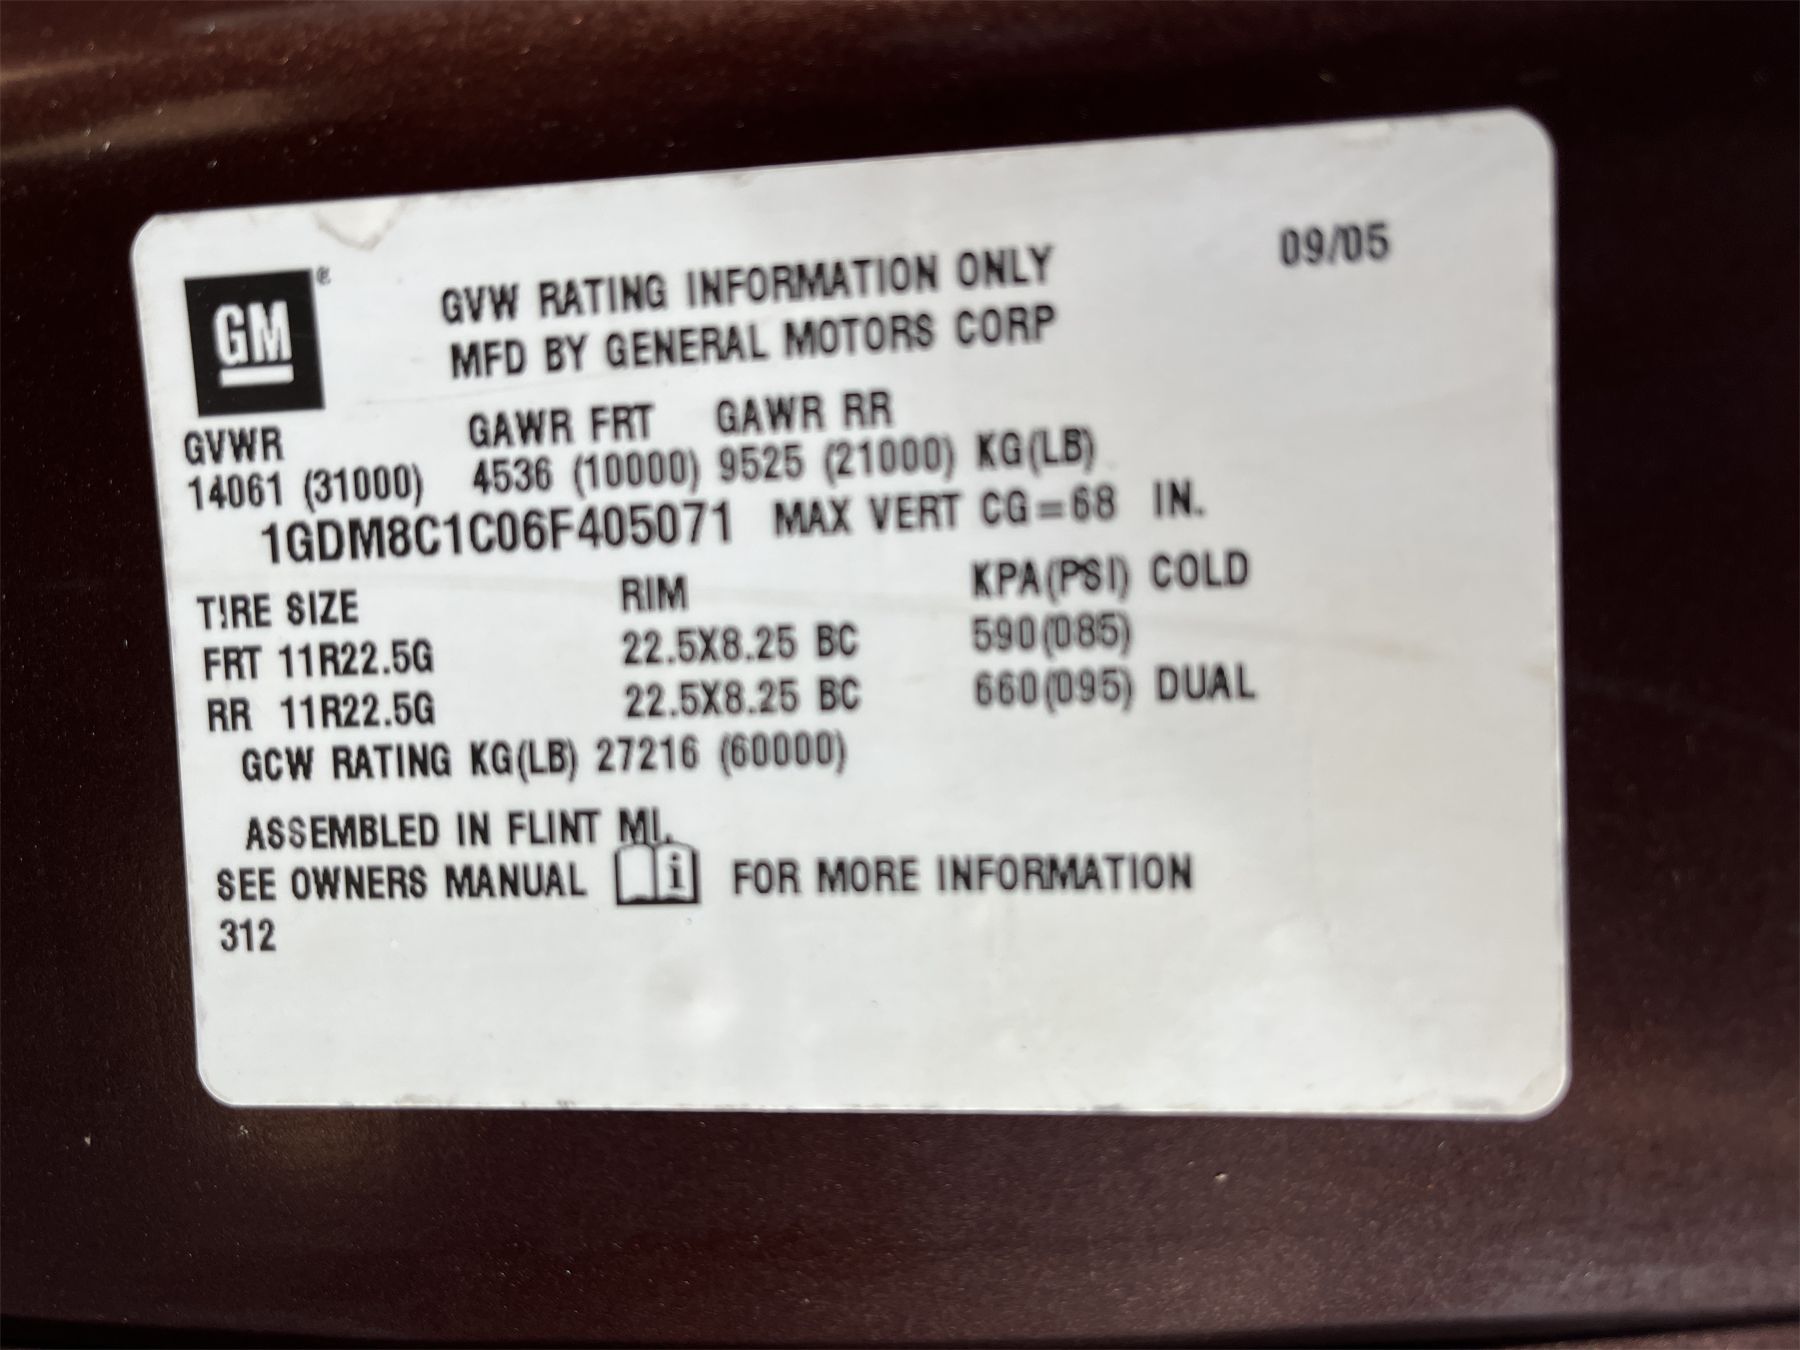 09/05
GM®
GVW RATING INFORMATION ONLY
MFD BY GENERAL MOTORS CORP
GVWR GAWR FRT GAWR RR
14061 (31000) 4536 (10000) 9525 (21000) KG(LB)
1GDM8C1C06F405071 MAX VERT CG=68 IN.
TIRE SIZE RIM KPA(PSI) COLD
FRT 11R22.5G 22.5X8.25 BC 590(085)
RR 11R22.5G 22.5X8.25 BC 660(095) DUAL
GCW RATING KG(LB) 27216 (60000)
ASSEMBLED IN FLINT MI.
SEE OWNERS MANUAL i FOR MORE INFORMATION
312